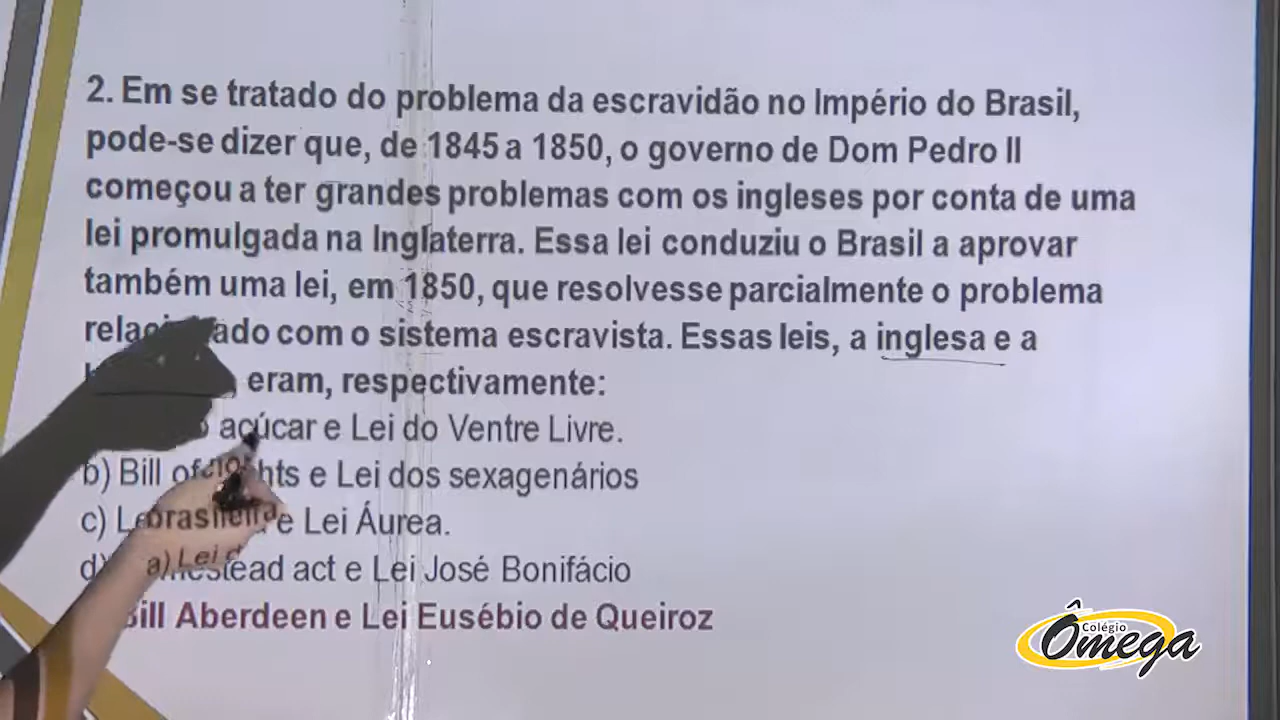 2. Em se tratado do problema da escravidão no Império do Brasil,
pode-se dizer que, de 1845 a 1850, o governo de Dom Pedro II
começou a ter grandes problemas com os ingleses por conta de uma
lei promulgada na Inglaterra. Essa lei conduziu o Brasil a aprovar
também uma lei, em 1850, que resolvesse parcialmente o problema
com o sistema escravista. Essas leis, a inglesa e a
eram, respectivamente:
açúcar e Lei do Ventre Livre.
b) Bill of e Lei dos sexagenários
c) brasileira e Lei Áurea.
d) a) Lei act e Lei José Bonifácio
Bill Aberdeen e Lei Eusébio de Queiroz
Colégio
Ômega